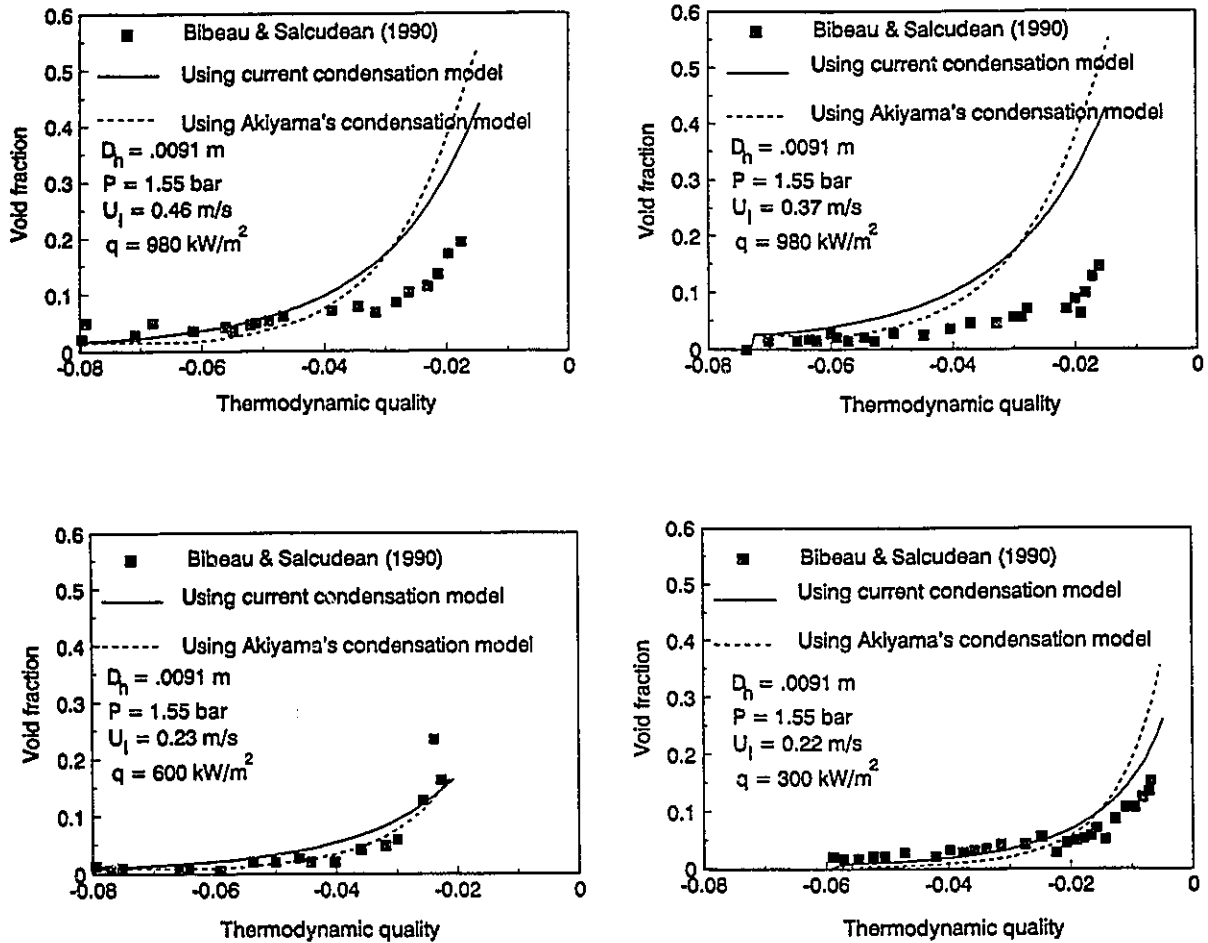 0.6
0.5
0.4
0.3
0.2
0.1
0
Void fraction
Bibeau & Salcudean (1990)
Using current condensation model
Using Akiyama's condensation model
D_h = .0091 m
P = 1.55 bar
U_l = 0.46 m/s
q = 980 kW/m²
-0.08
-0.06
-0.04
-0.02
0
Thermodynamic quality
0.6
0.5
0.4
0.3
0.2
0.1
0
Void fraction
Bibeau & Salcudean (1990)
Using current condensation model
Using Akiyama's condensation model
D_h = .0091 m
P = 1.55 bar
U_l = 0.37 m/s
q = 980 kW/m²
-0.08
-0.06
-0.04
-0.02
0
Thermodynamic quality
0.6
0.5
0.4
0.3
0.2
0.1
0
Void fraction
Bibeau & Salcudean (1990)
Using current condensation model
Using Akiyama's condensation model
D_h = .0091 m
P = 1.55 bar
U_l = 0.23 m/s
q = 600 kW/m²
-0.08
-0.06
-0.04
-0.02
0
Thermodynamic quality
0.6
0.5
0.4
0.3
0.2
0.1
0
Void fraction
Bibeau & Salcudean (1990)
Using current condensation model
Using Akiyama's condensation model
D_h = .0091 m
P = 1.55 bar
U_l = 0.22 m/s
q = 300 kW/m²
-0.08
-0.06
-0.04
-0.02
0
Thermodynamic quality